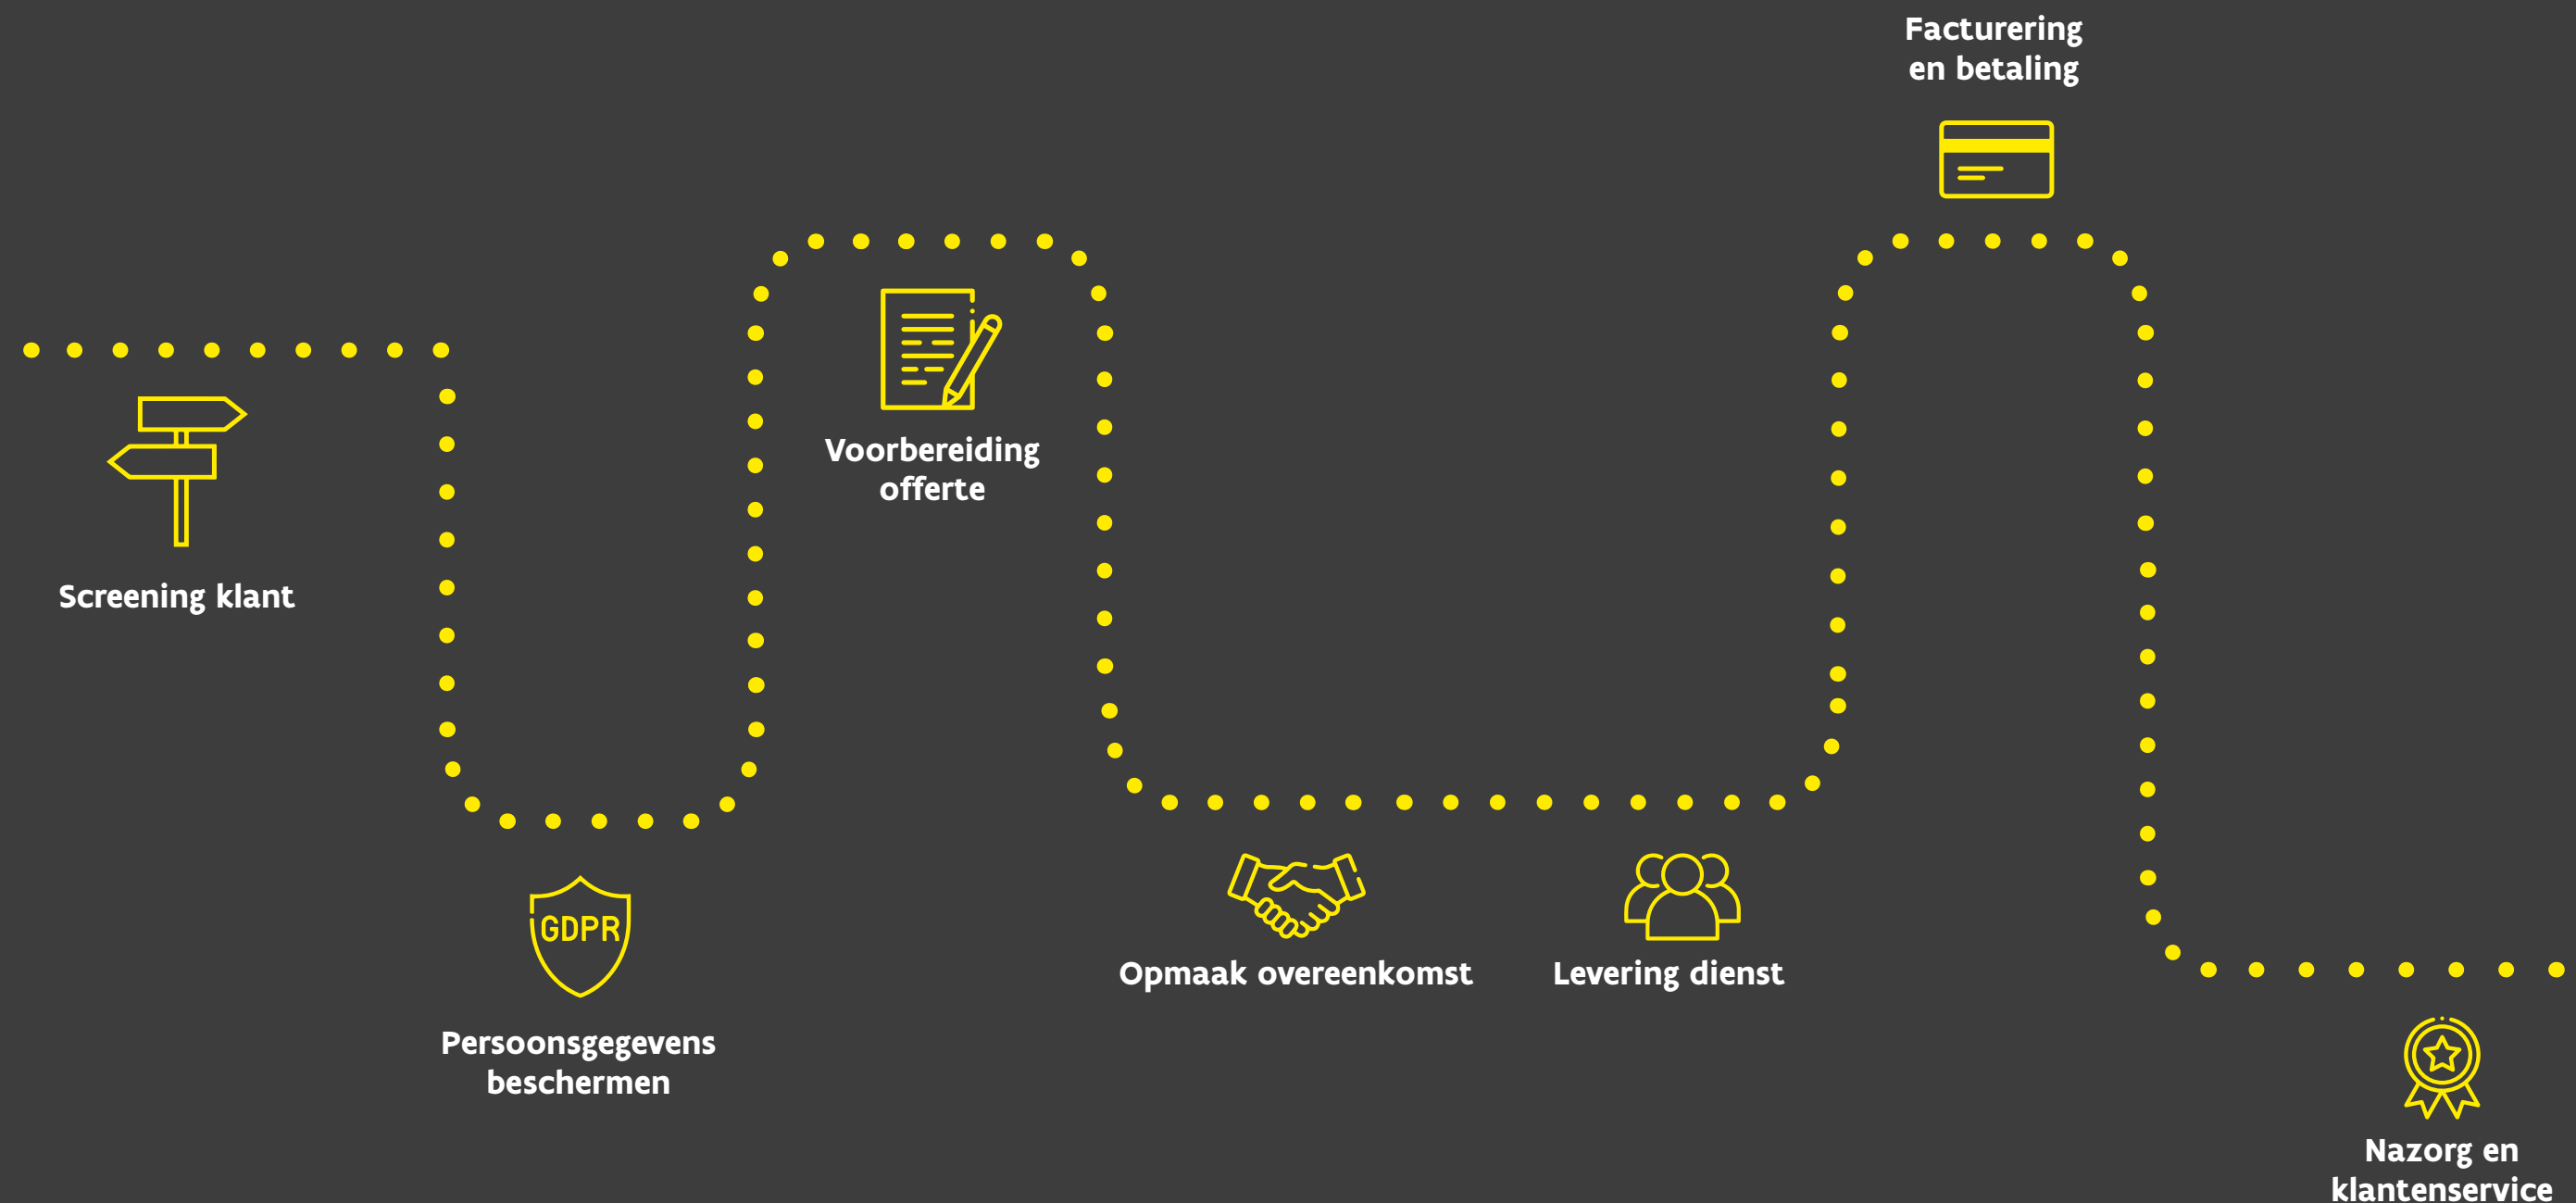 Screening klant
GDPR
Persoonsgegevens
beschermen
Voorbereiding
offerte
Opmaak overeenkomst
Levering dienst
Facturering
en betaling
Nazorg en
klantenservice